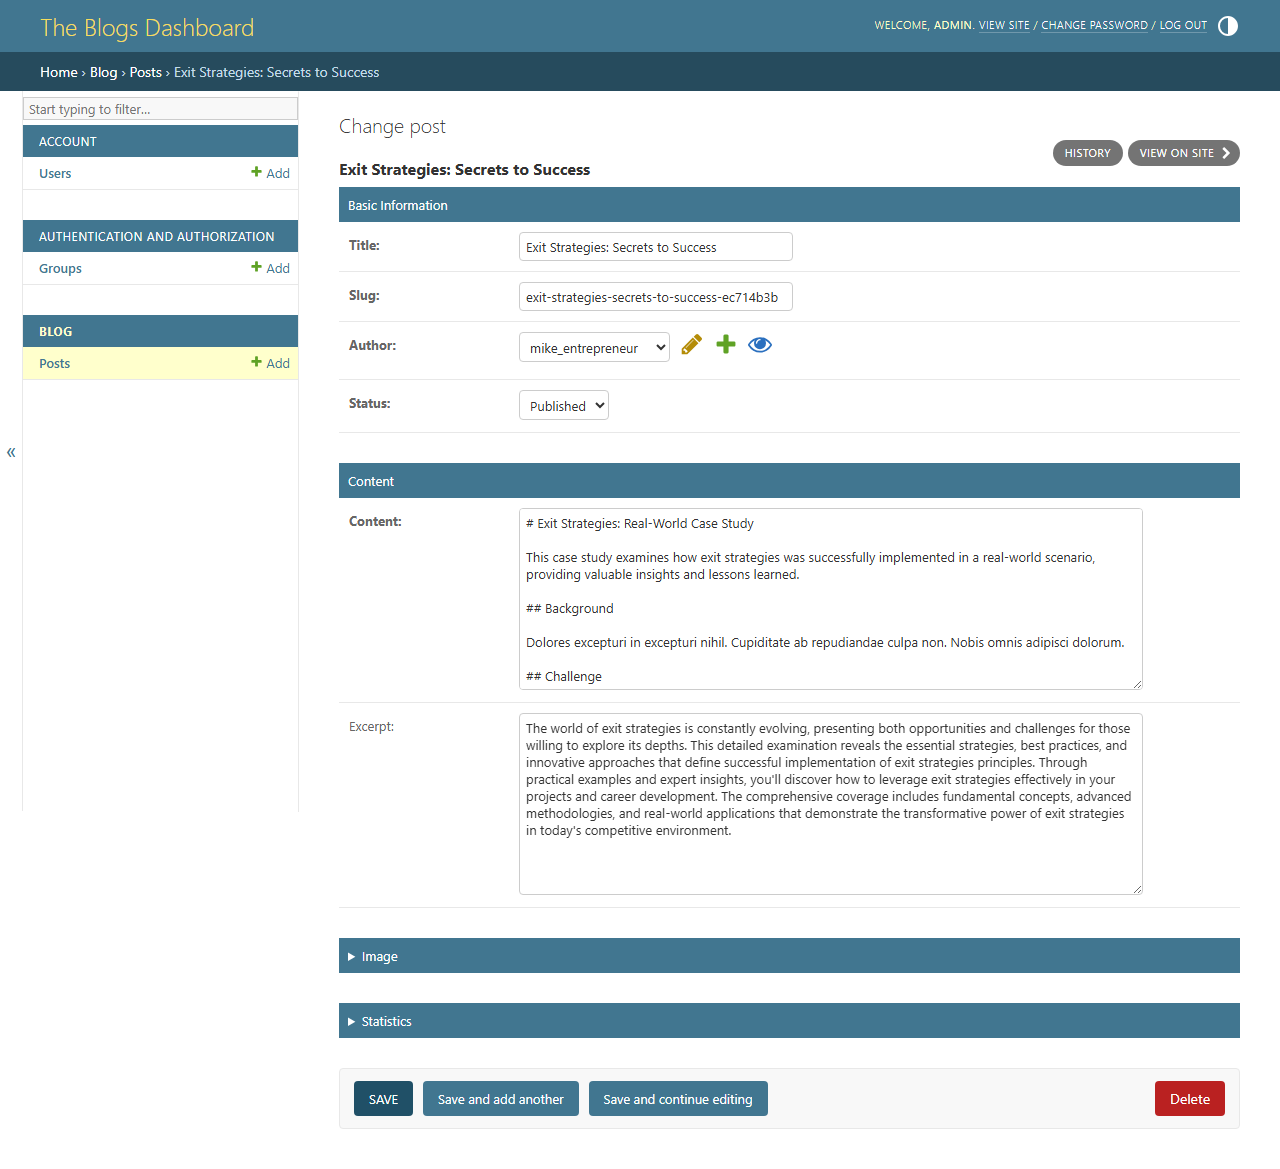 The Blogs Dashboard
WELCOME, ADMIN. VIEW SITE / CHANGE PASSWORD / LOG OUT
Home › Blog › Posts › Exit Strategies: Secrets to Success
Start typing to filter...
ACCOUNT
Users
Add
AUTHENTICATION AND AUTHORIZATION
Groups
Add
BLOG
Posts
Add
«
Change post
HISTORY
VIEW ON SITE
Exit Strategies: Secrets to Success
Basic Information
Title:
Exit Strategies: Secrets to Success
Slug:
exit-strategies-secrets-to-success-ec714b3b
Author:
mike_entrepreneur
Status:
Published
Content
Content:
# Exit Strategies: Real-World Case Study
This case study examines how exit strategies was successfully implemented in a real-world scenario,
providing valuable insights and lessons learned.
## Background
Dolores excepturi in excepturi nihil. Cupiditate ab repudiandae culpa non. Nobis omnis adipisci dolorum.
## Challenge
Excerpt:
The world of exit strategies is constantly evolving, presenting both opportunities and challenges for those
willing to explore its depths. This detailed examination reveals the essential strategies, best practices, and
innovative approaches that define successful implementation of exit strategies principles. Through
practical examples and expert insights, you'll discover how to leverage exit strategies effectively in your
projects and career development. The comprehensive coverage includes fundamental concepts, advanced
methodologies, and real-world applications that demonstrate the transformative power of exit strategies
in today's competitive environment.
Image
Statistics
SAVE
Save and add another
Save and continue editing
Delete